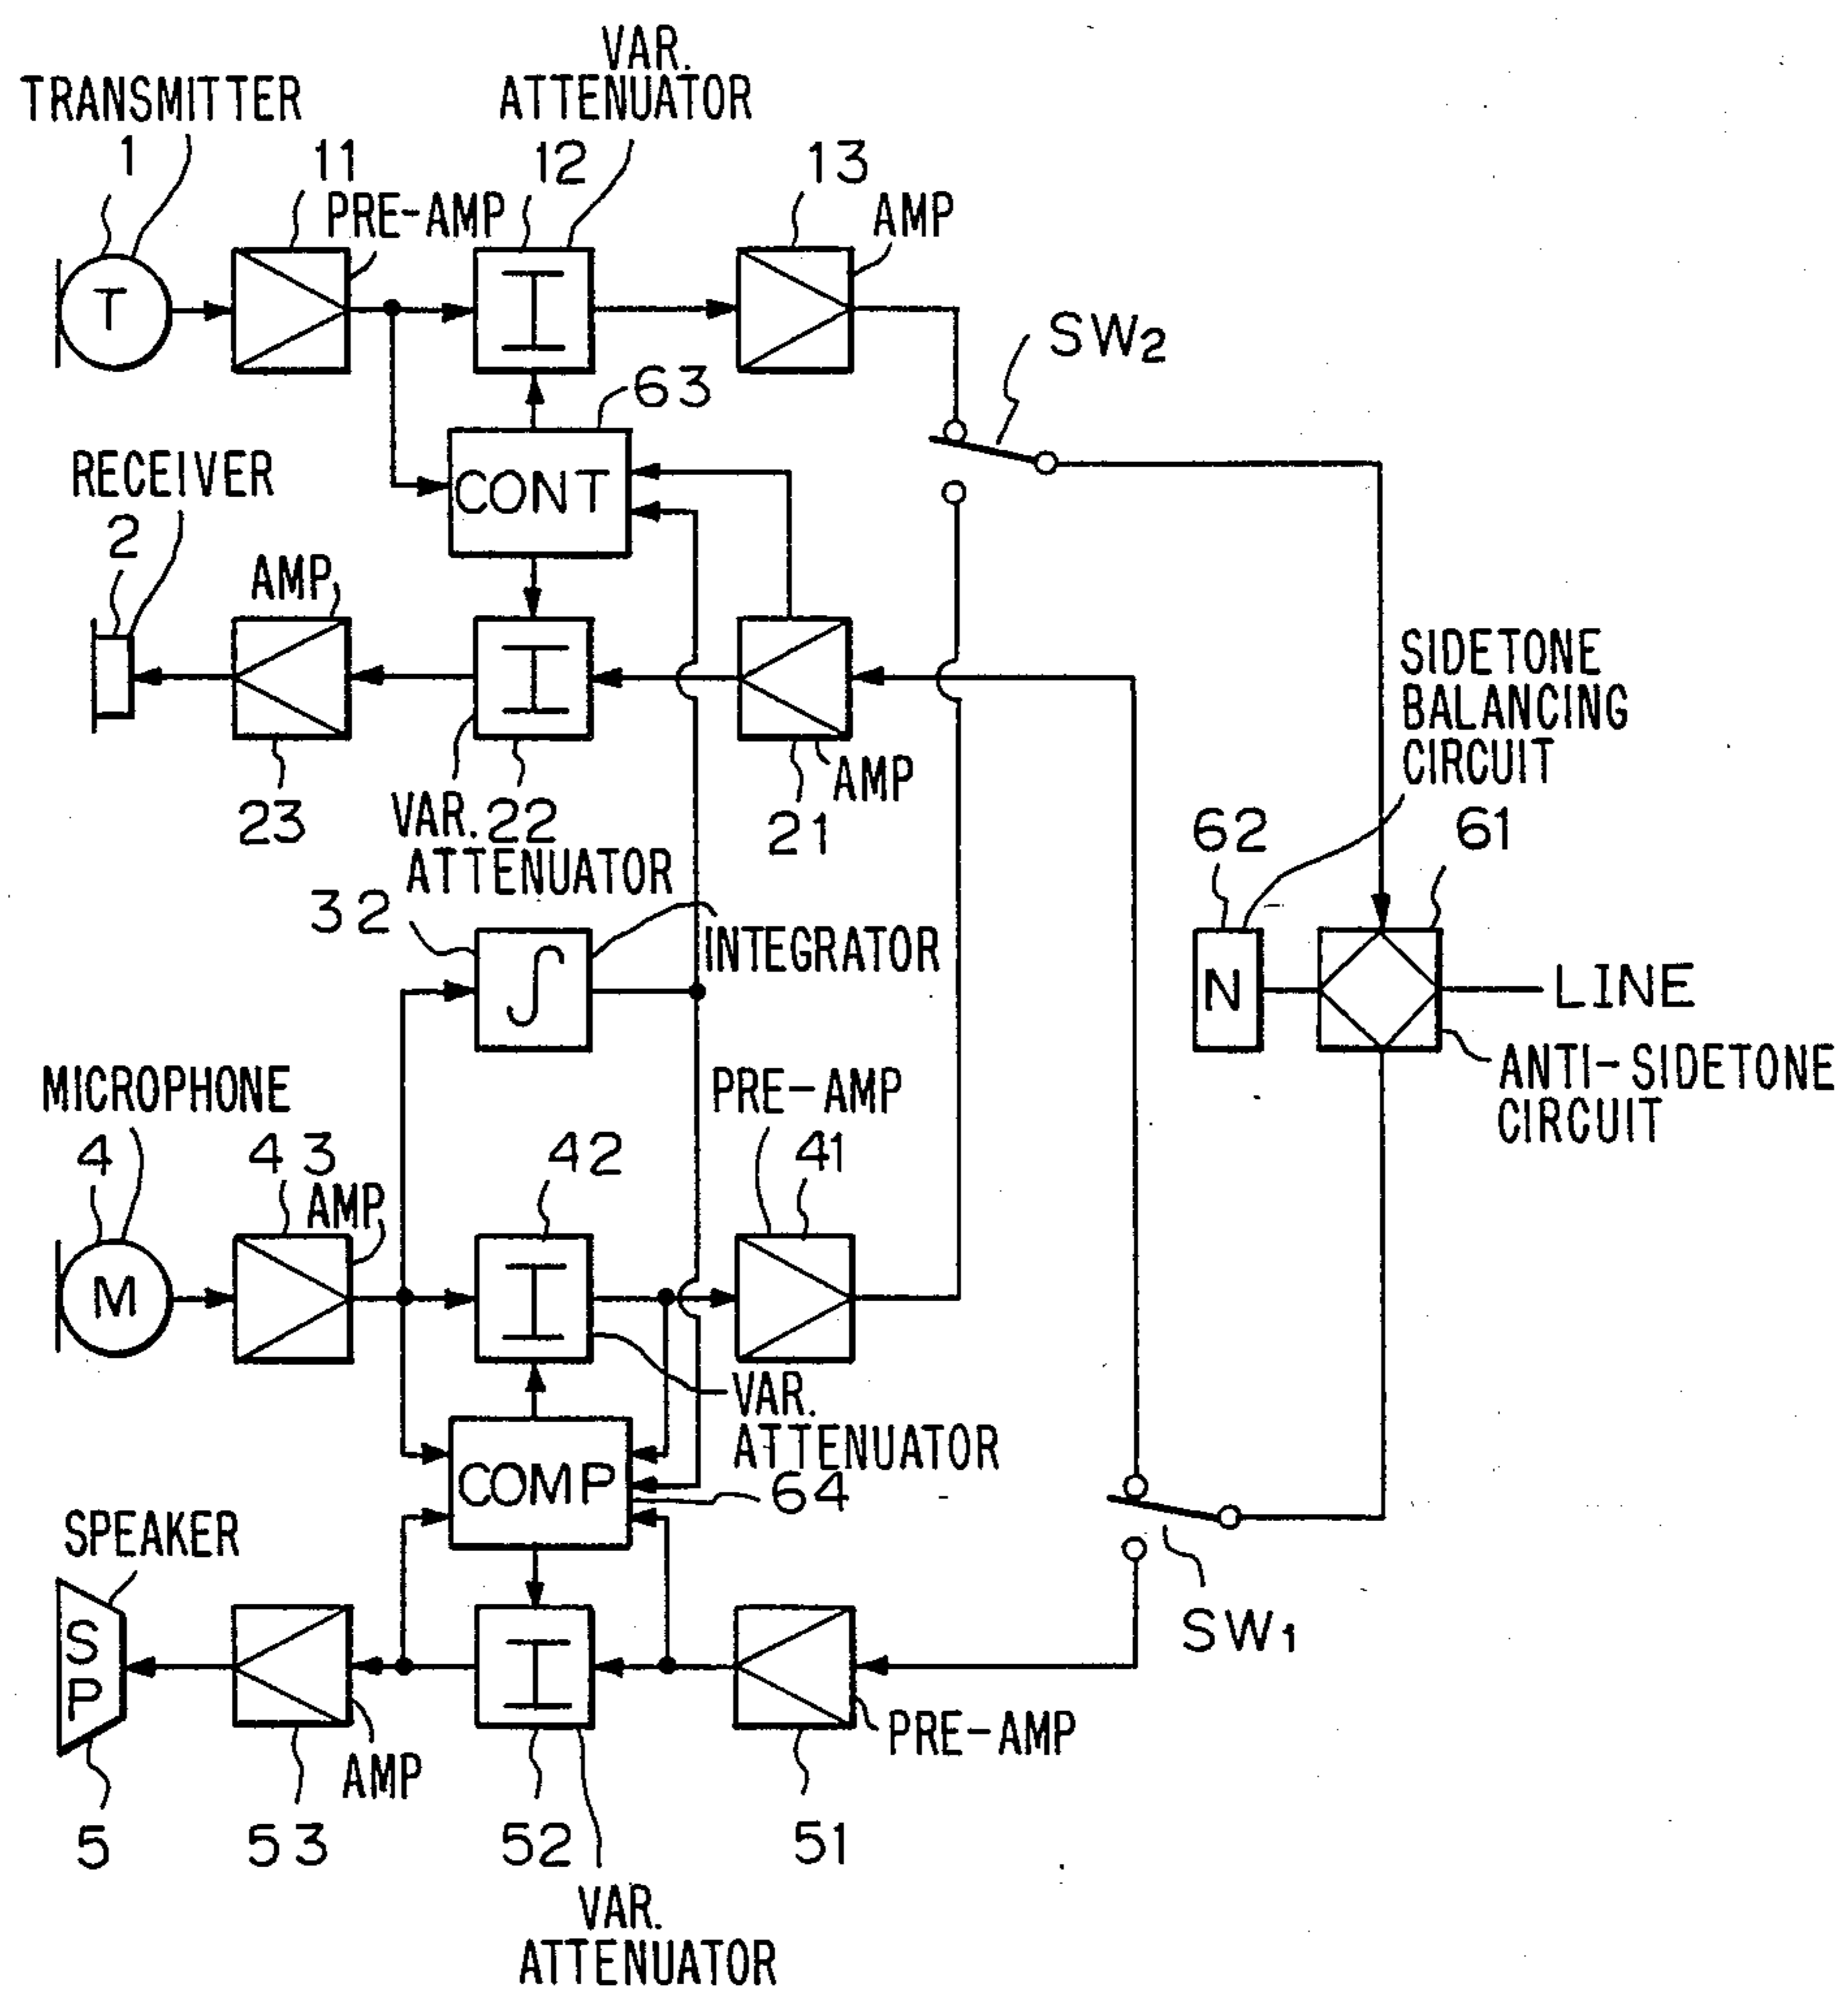 VAR.
TRANSMITTER
ATTENUATOR
1
11
12
13
PRE-AMP
AMP
T
SW2
63
CONT
RECEIVER
2
AMP
SIDETONE
BALANCING
CIRCUIT
AMP
23
VAR. 22
21
62
61
ATTENUATOR
32
INTEGRATOR
∫
N
LINE
ANTI-SIDETONE
CIRCUIT
MICROPHONE
PRE-AMP
4
43
42
41
AMP
M
VAR.
ATTENUATOR
COMP
64
SPEAKER
SP
SW1
PRE-AMP
AMP
5
53
52
51
VAR.
ATTENUATOR